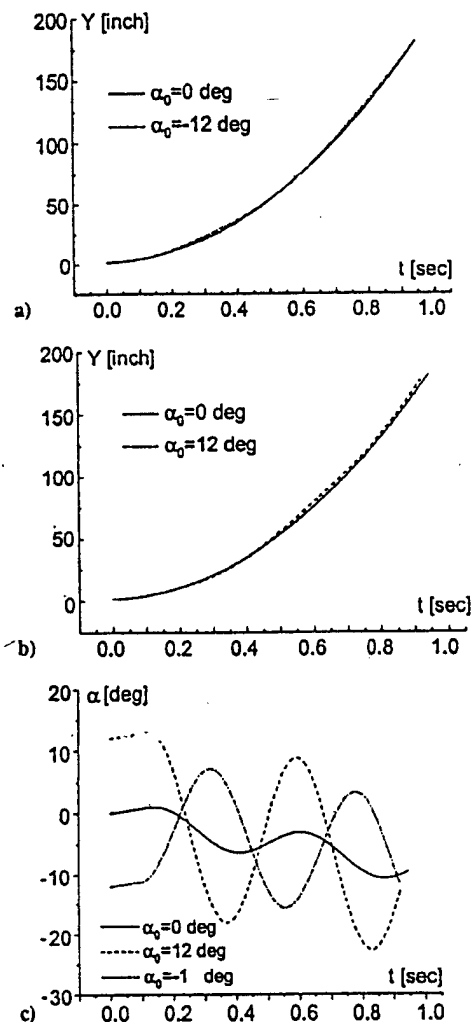 200 Y [inch]
150
α₀=0 deg
α₀=-12 deg
100
50
0
t [sec]
0.0 0.2 0.4 0.6 0.8 1.0
a)
200 Y [inch]
150
α₀=0 deg
α₀=12 deg
100
50
0
t [sec]
0.0 0.2 0.4 0.6 0.8 1.0
b)
20 α [deg]
10
0
-10
-20
α₀=0 deg
α₀=12 deg
α₀=-1 deg
t [sec]
-30
0.0 0.2 0.4 0.6 0.8 1.0
c)